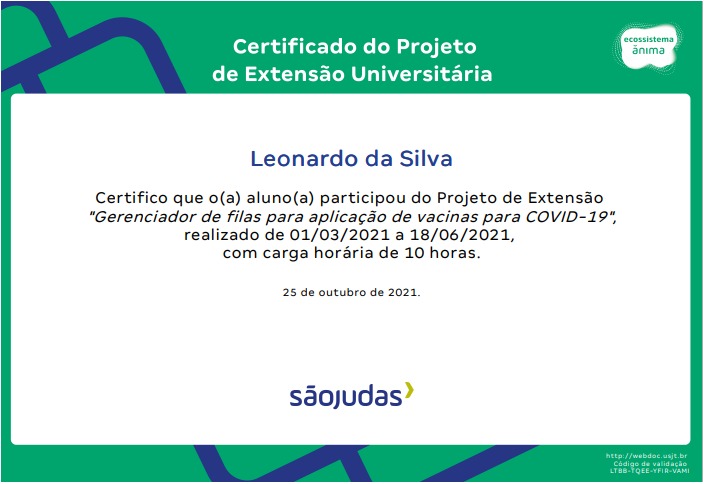 Certificado do Projeto
de Extensão Universitária
ecossistema
ănima
Leonardo da Silva
Certifico que o(a) aluno(a) participou do Projeto de Extensão
"Gerenciador de filas para aplicação de vacinas para COVID-19",
realizado de 01/03/2021 a 18/06/2021,
com carga horária de 10 horas.
25 de outubro de 2021.
sãojudas
http://webdoc.usjt.br
Código de validação
LTBB-TQEE-YFIR-VAMI